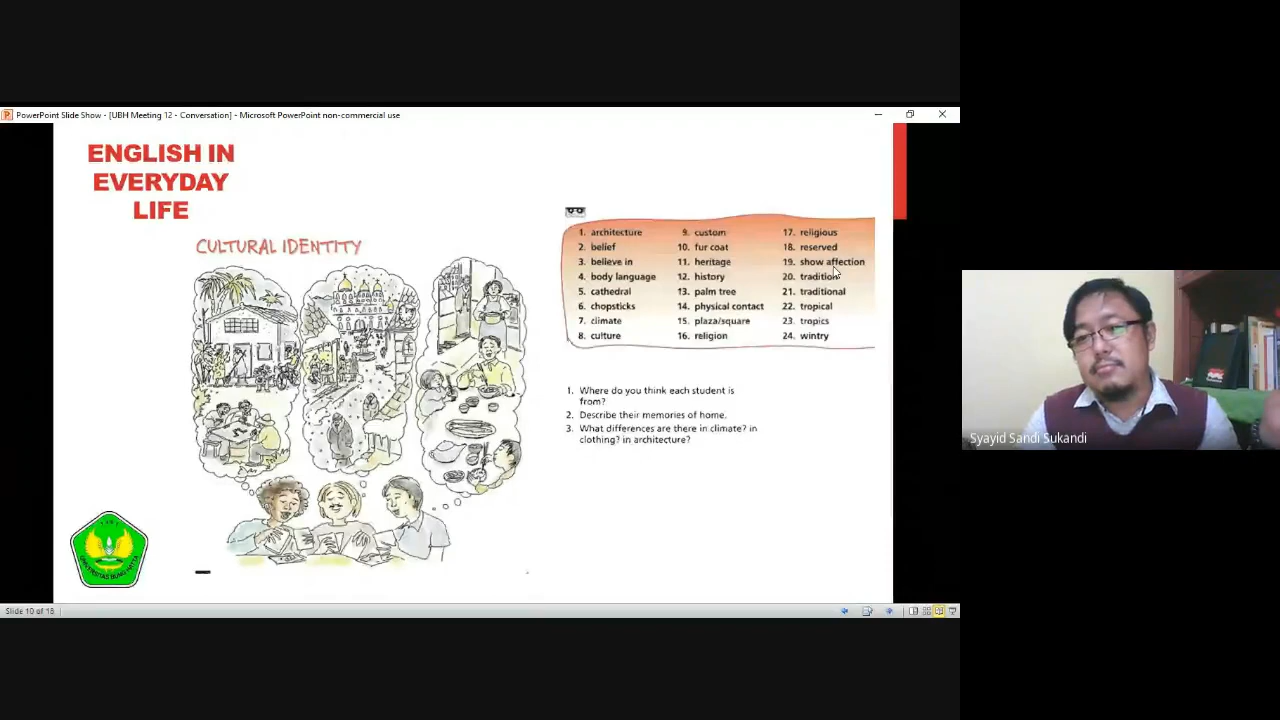 PowerPoint Slide Show - [UBH Meeting 12 - Conversation] - Microsoft PowerPoint non-commercial use
ENGLISH IN
EVERYDAY
LIFE
CULTURAL IDENTITY
1. architecture
2. belief
3. believe in
4. body language
5. cathedral
6. chopsticks
7. climate
8. culture
9. custom
10. fur coat
11. heritage
12. history
13. palm tree
14. physical contact
15. plaza/square
16. religion
17. religious
18. reserved
19. show affection
20. tradition
21. traditional
22. tropical
23. tropics
24. wintry
1. Where do you think each student is
from?
2. Describe their memories of home.
3. What differences are there in climate? in
clothing? in architecture?
UNIVERSITAS BUNG HATTA
Slide 10 of 18
Syayid Sandi Sukandi